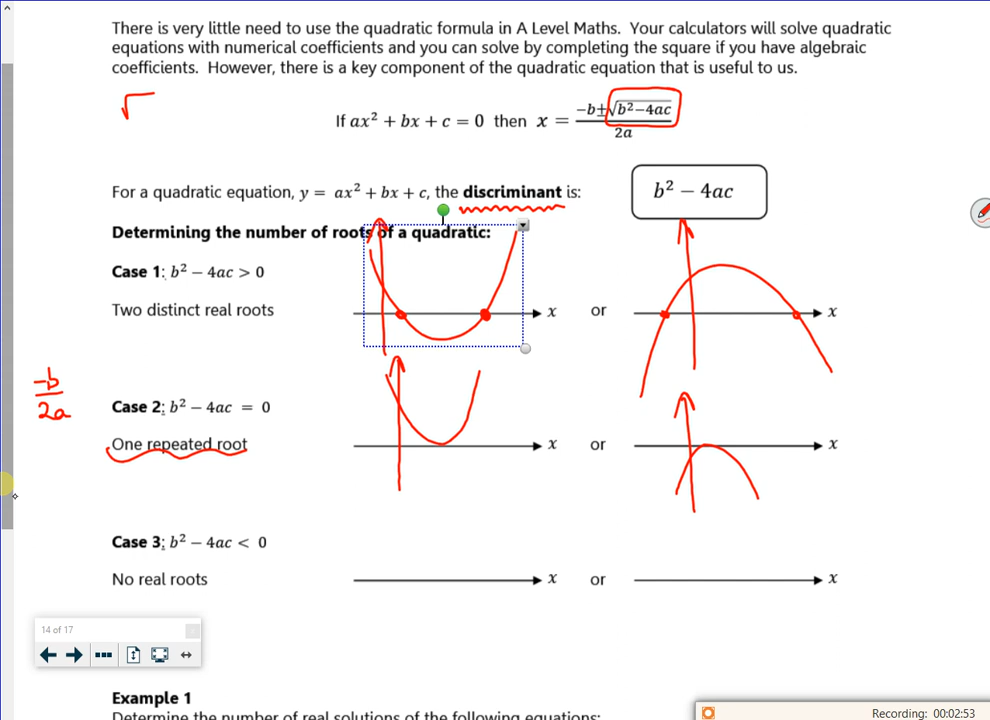 There is very little need to use the quadratic formula in A Level Maths. Your calculators will solve quadratic
equations with numerical coefficients and you can solve by completing the square if you have algebraic
coefficients. However, there is a key component of the quadratic equation that is useful to us.
√
If ax² + bx + c = 0 then x = (−b±√(b²−4ac))/(2a)
For a quadratic equation, y = ax² + bx + c, the discriminant is:
b² − 4ac
Determining the number of roots of a quadratic:
Case 1: b² − 4ac > 0
Two distinct real roots
x or x
-b/2a
Case 2: b² − 4ac = 0
One repeated root
x or x
Case 3: b² − 4ac < 0
No real roots
x or x
14 of 17
Example 1
Determine the number of real solutions of the following equations:
Recording: 00:02:53